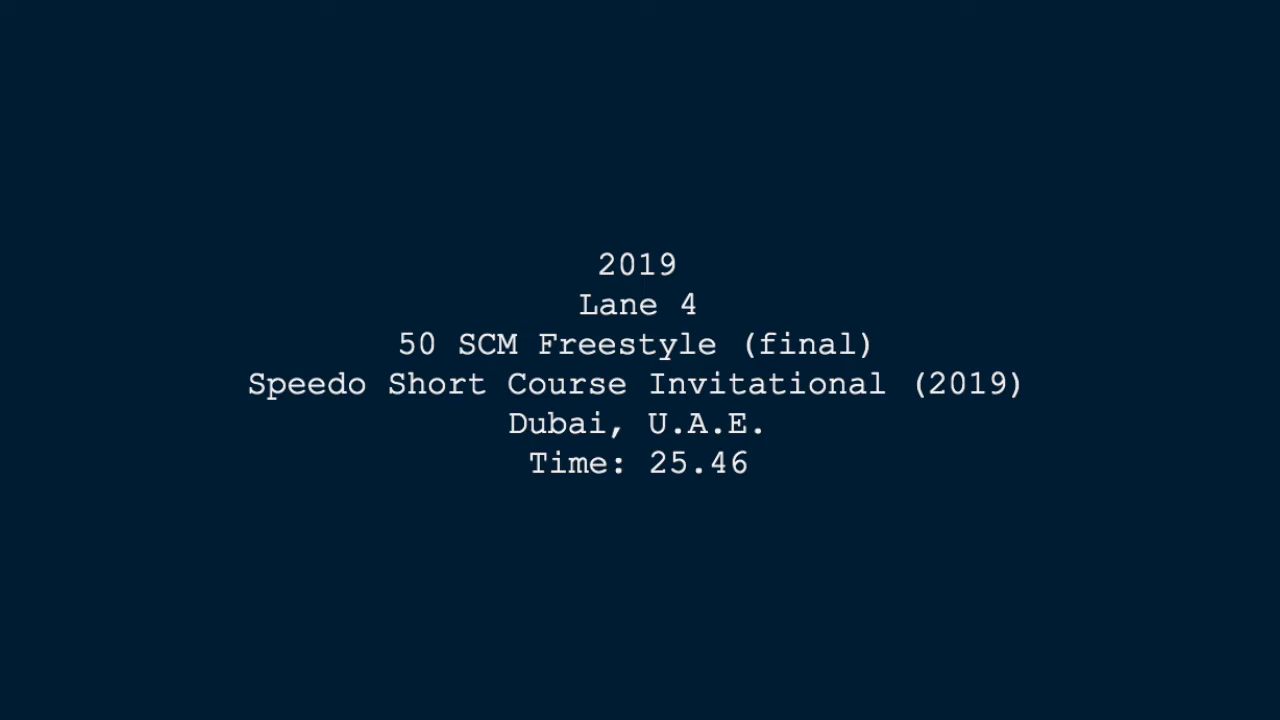 2019
Lane 4
50 SCM Freestyle (final)
Speedo Short Course Invitational (2019)
Dubai, U.A.E.
Time: 25.46